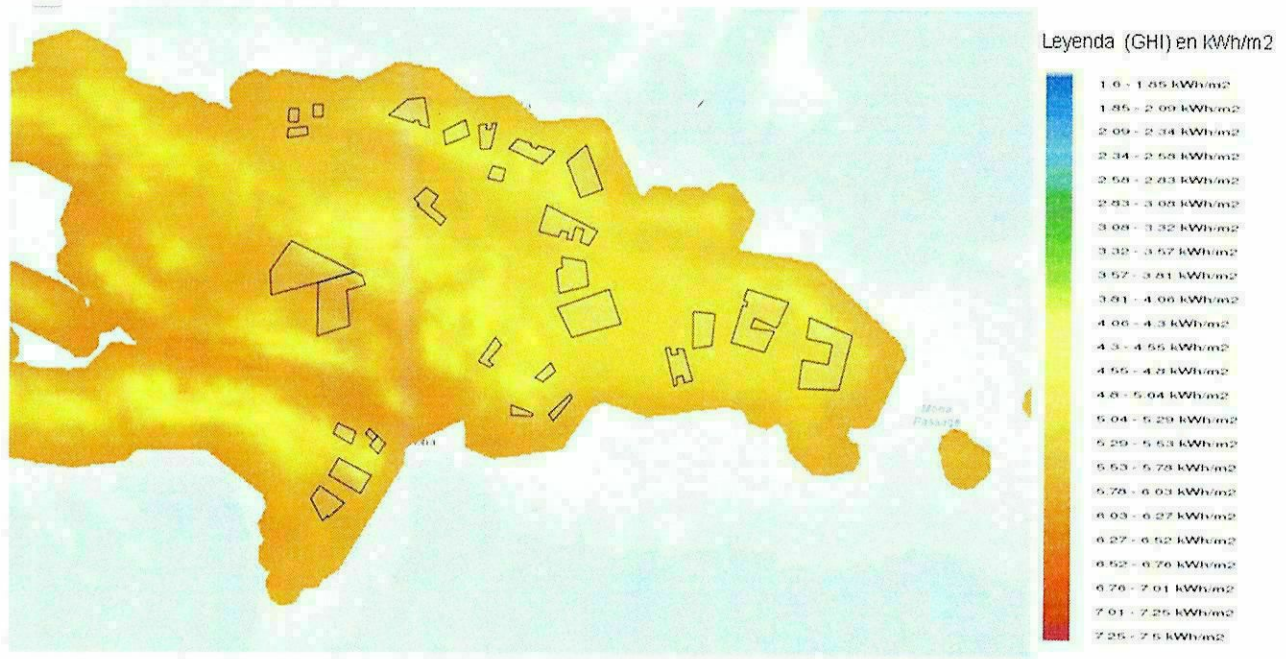 Leyenda (GHI) en kWh/m2
1.6 - 1.85 kWh/m2
1.85 - 2.09 kWh/m2
2.09 - 2.34 kWh/m2
2.34 - 2.58 kWh/m2
2.58 - 2.83 kWh/m2
2.83 - 3.08 kWh/m2
3.08 - 3.32 kWh/m2
3.32 - 3.57 kWh/m2
3.57 - 3.81 kWh/m2
3.81 - 4.06 kWh/m2
4.06 - 4.3 kWh/m2
4.3 - 4.55 kWh/m2
4.55 - 4.8 kWh/m2
4.8 - 5.04 kWh/m2
5.04 - 5.29 kWh/m2
5.29 - 5.53 kWh/m2
5.53 - 5.78 kWh/m2
5.78 - 6.03 kWh/m2
6.03 - 6.27 kWh/m2
6.27 - 6.52 kWh/m2
6.52 - 6.76 kWh/m2
6.76 - 7.01 kWh/m2
7.01 - 7.25 kWh/m2
7.25 - 7.5 kWh/m2
Mona
Passage